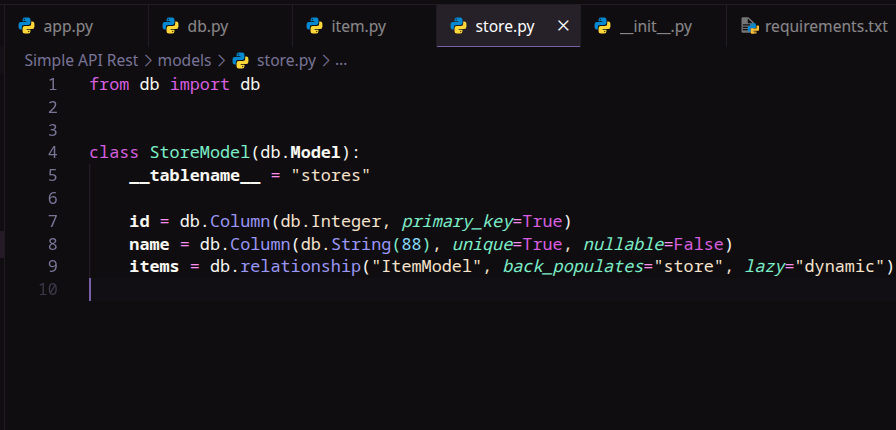 app.py db.py item.py store.py × __init__.py requirements.txt
Simple API Rest > models > store.py > ...
1 from db import db
2
3
4 class StoreModel(db.Model):
5 __tablename__ = "stores"
6
7 id = db.Column(db.Integer, primary_key=True)
8 name = db.Column(db.String(88), unique=True, nullable=False)
9 items = db.relationship("ItemModel", back_populates="store", lazy="dynamic")
10